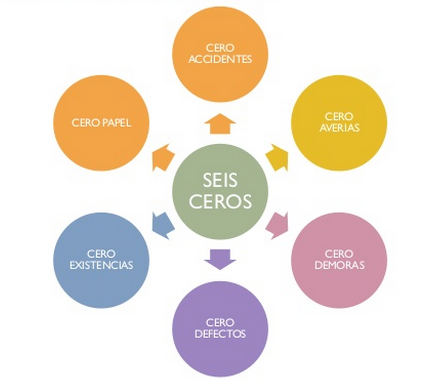 CERO
ACCIDENTES
CERO PAPEL
CERO
AVERIAS
SEIS
CEROS
CERO
EXISTENCIAS
CERO
DEMORAS
CERO
DEFECTOS